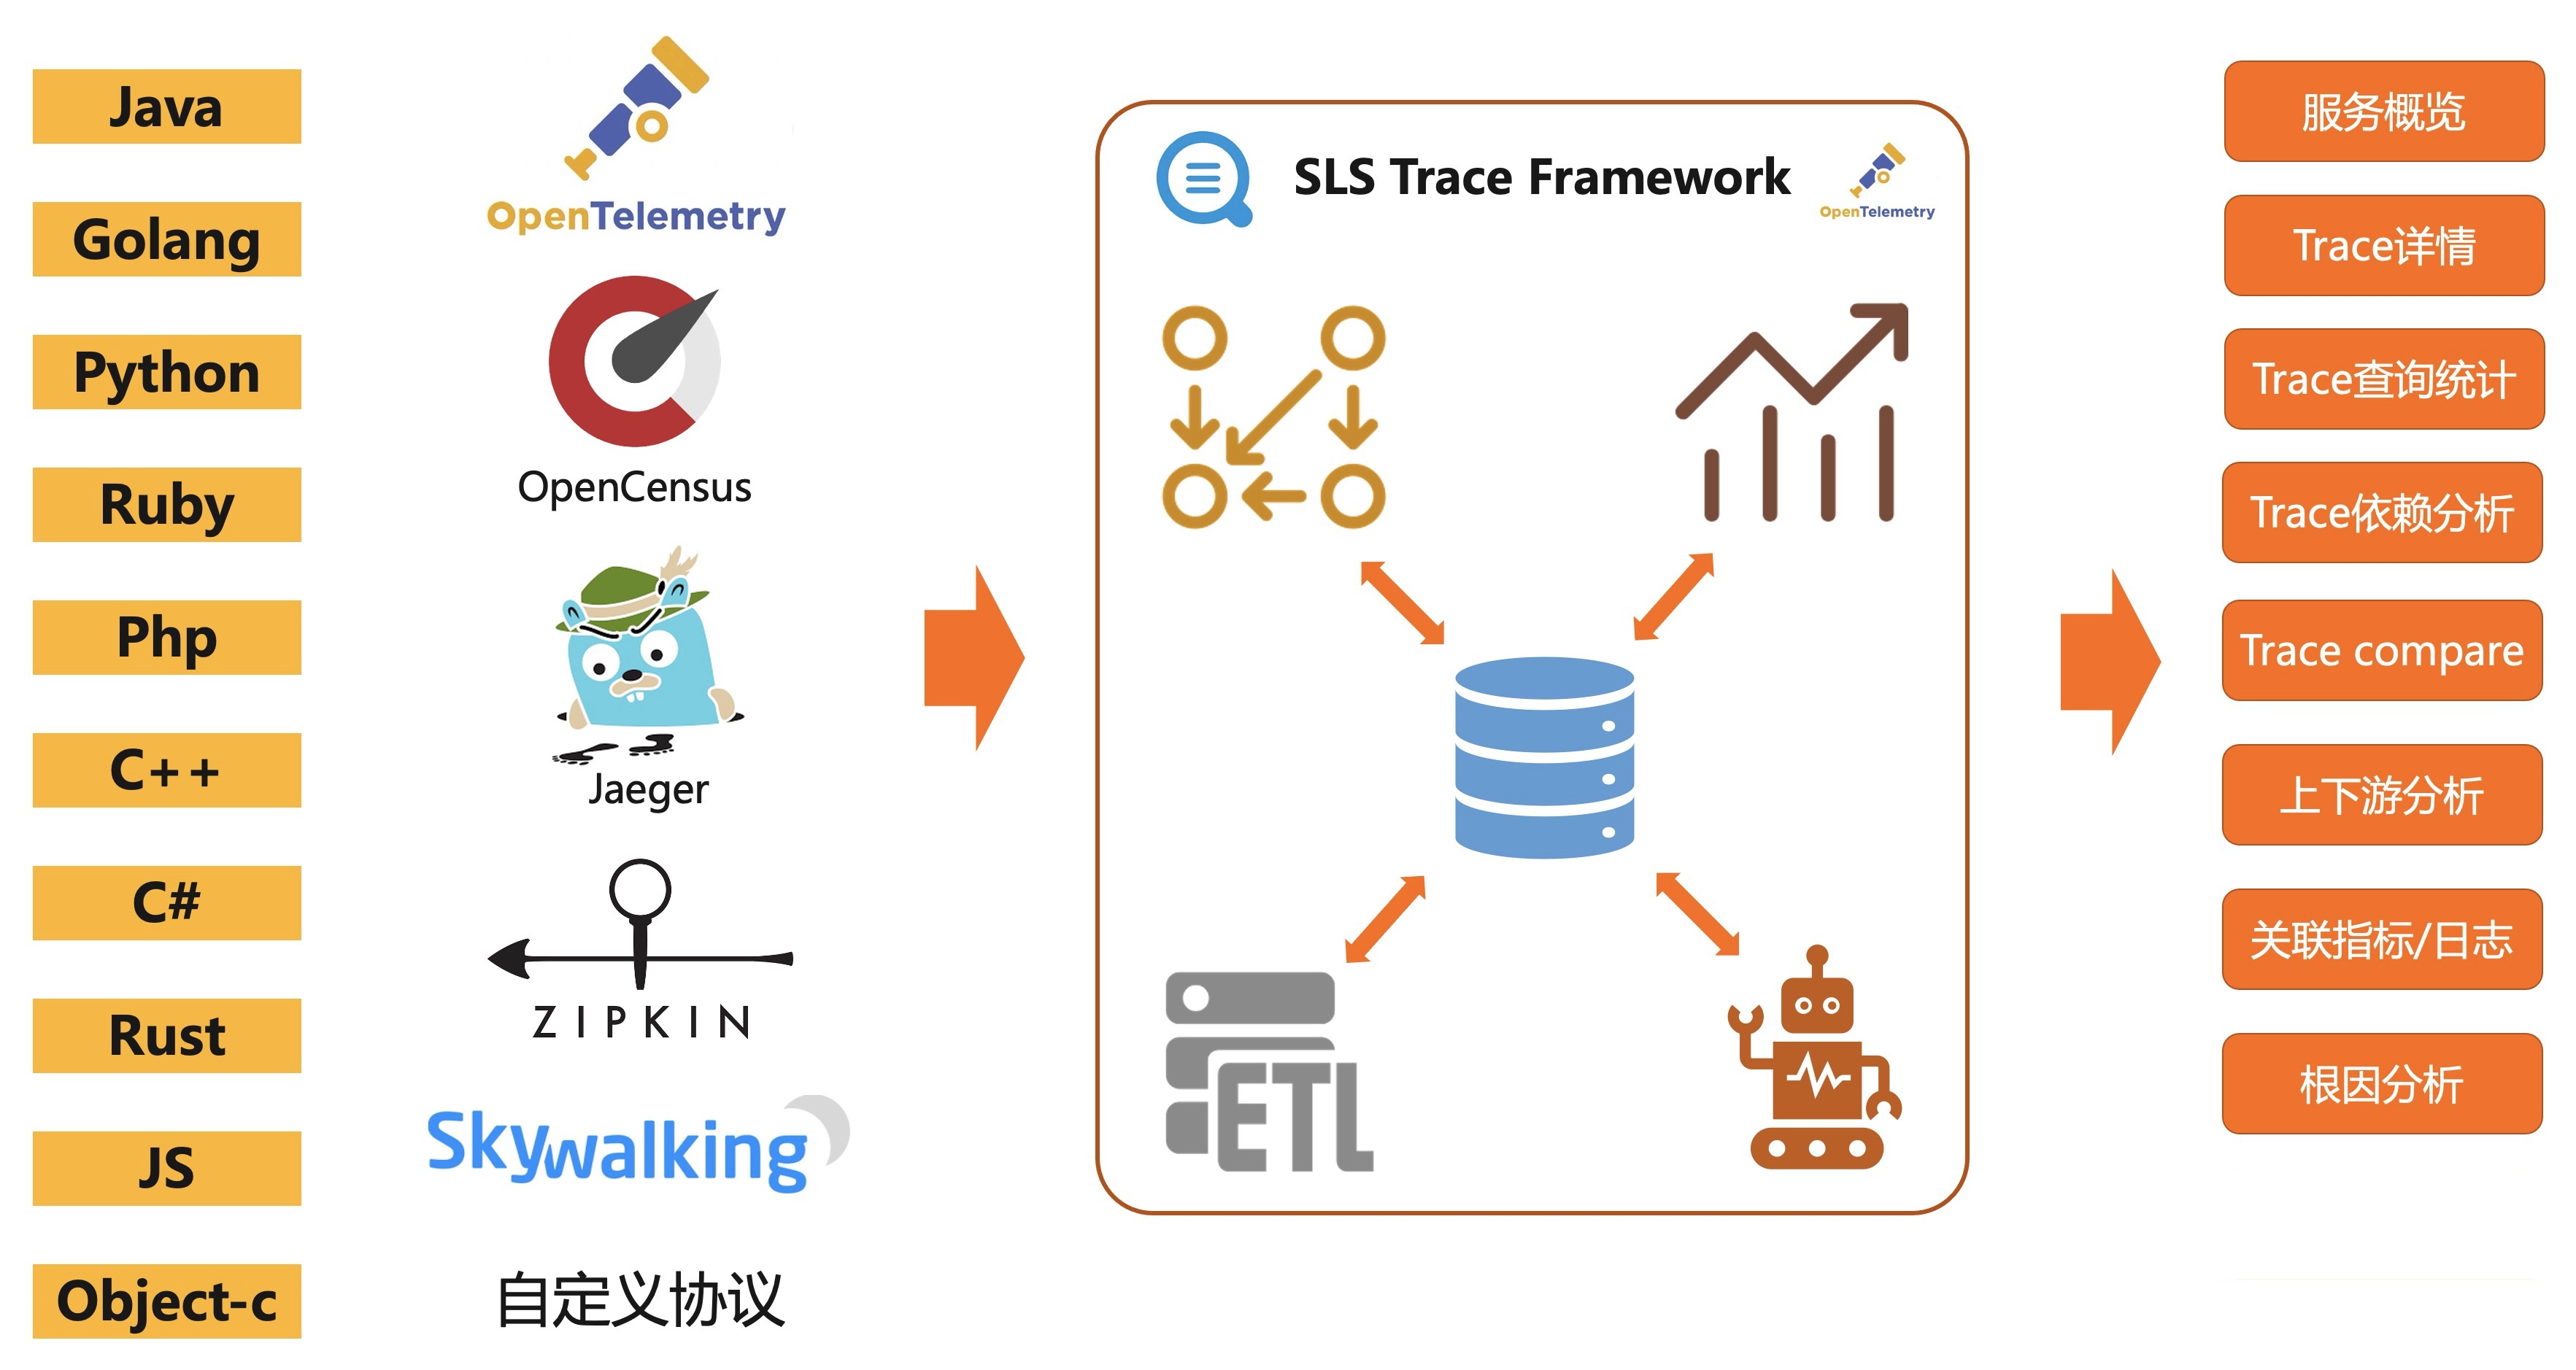 Java
Golang
Python
Ruby
Php
C++
C#
Rust
JS
Object-c
OpenTelemetry
OpenCensus
Jaeger
ZIPKIN
Skywalking
自定义协议
SLS Trace Framework
OpenTelemetry
ETL
服务概览
Trace详情
Trace查询统计
Trace依赖分析
Trace compare
上下游分析
关联指标/日志
根因分析